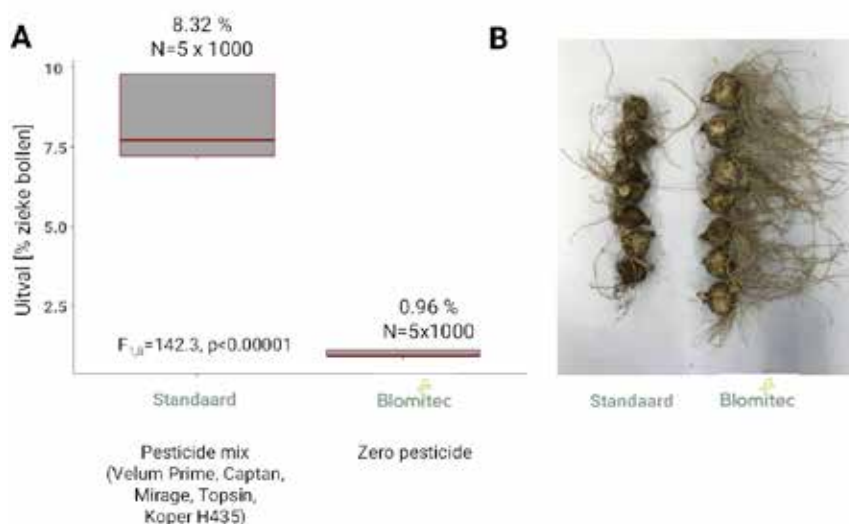 A
8.32 %
N=5 x 1000
10
7.5
5.0
2.5
Uitval [% zieke bollen]
0.96 %
N=5x1000
F1,8=142.3, p<0.00001
Standaard
Blomitec
Pesticide mix
(Velum Prime, Captan,
Mirage, Topsin,
Koper H435)
Zero pesticide
B
Standaard
Blomitec